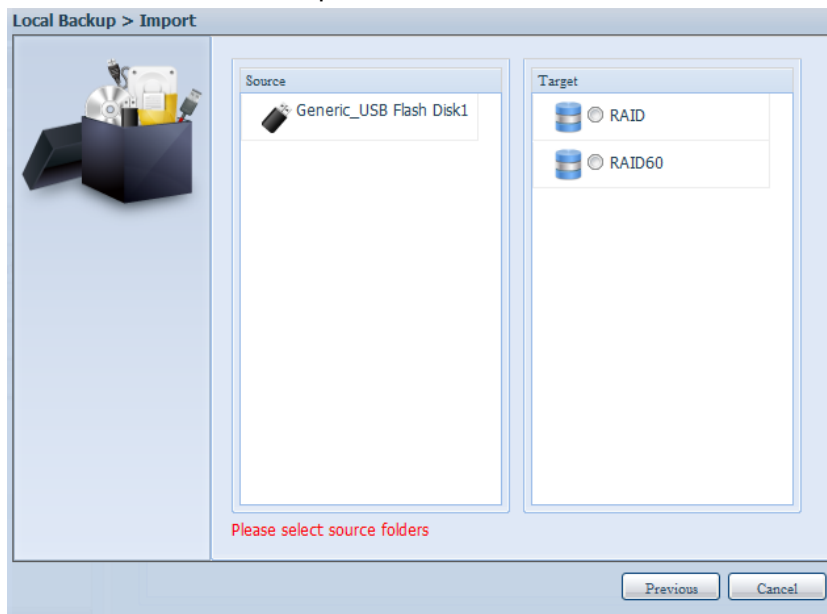 Local Backup > Import
Source
Generic_USB Flash Disk1
Target
RAID
RAID60
Please select source folders
Previous
Cancel